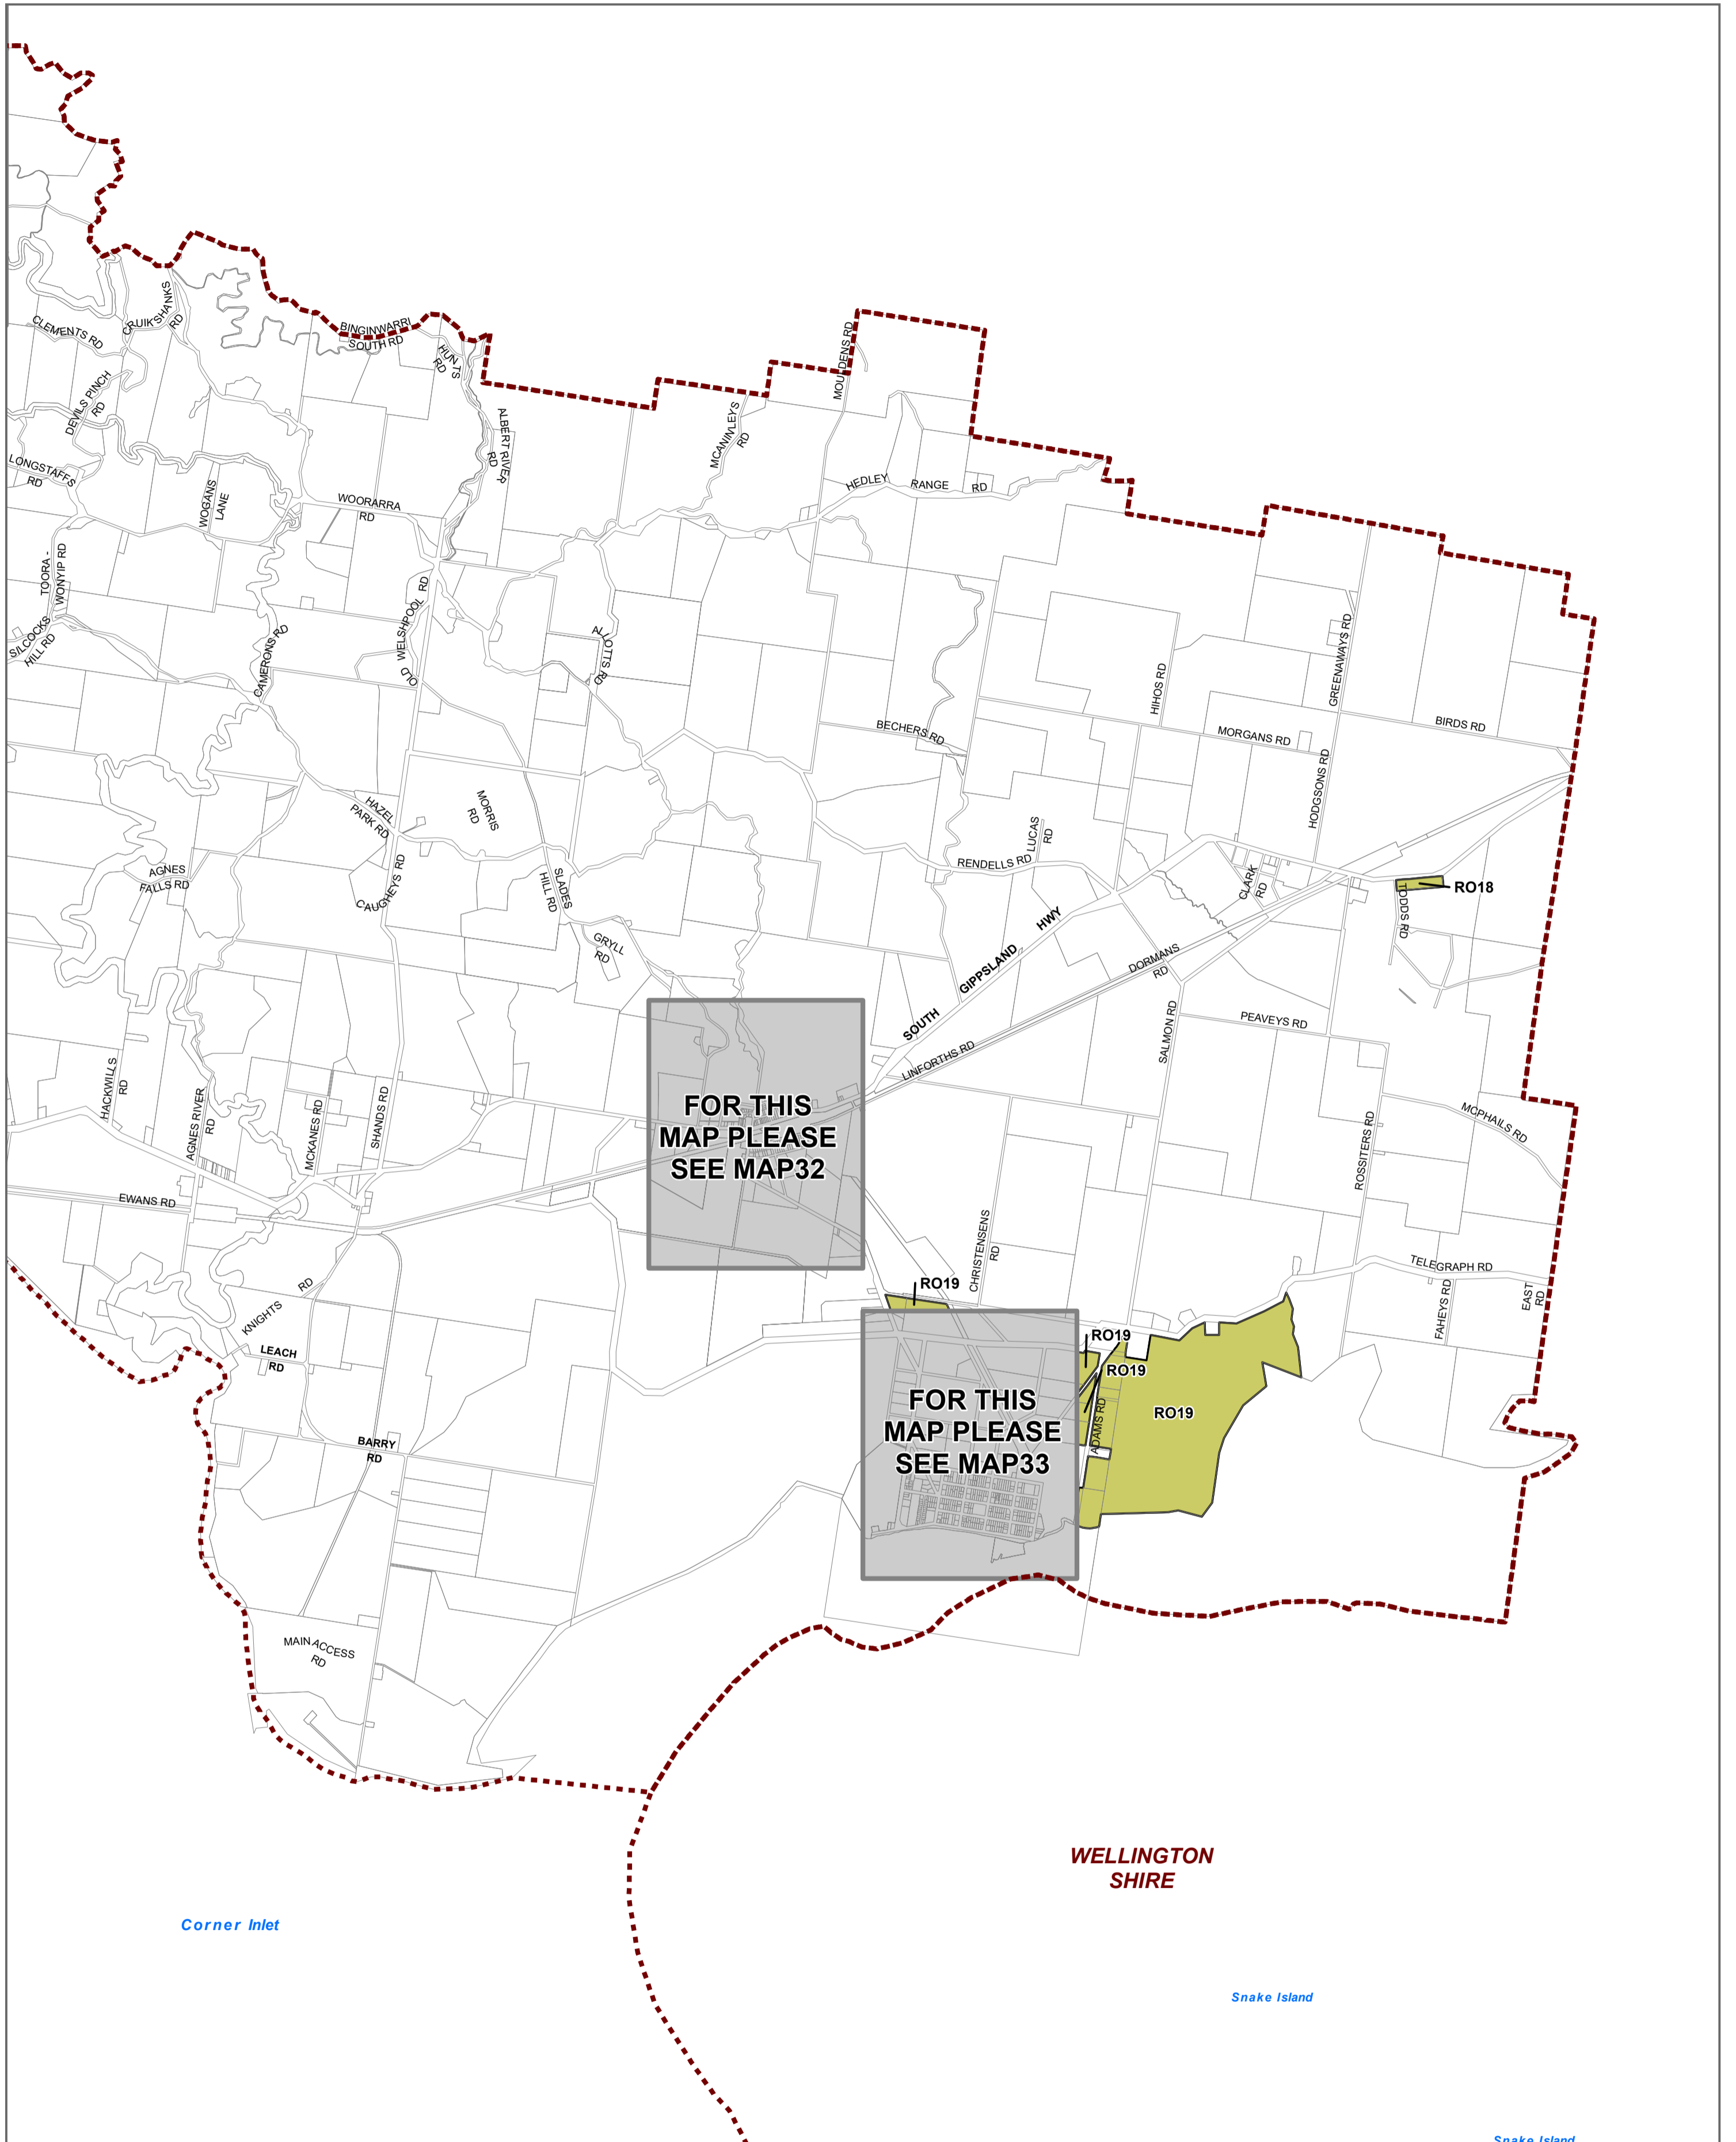 CLEMENTS RD
CRUIKSHANKS
RD
BINGINWARRI
SOUTH RD
HUNTS
RD
MOULDENS RD
DEVILS PINCH
RD
ALBERT RIVER
RD
MCANINLEYS
RD
LONGSTAFFS
RD
WOGANS
LANE
WOORARRA
RD
HEDLEY RANGE RD
TOORA -
WONYIP RD
SILCOCKS
HILL RD
CAMERONS RD
OLD WELSHPOOL RD
ALLOTTS RD
HIHOS RD
GREENAWAYS RD
BECHERS RD
MORGANS RD
BIRDS RD
HODGSONS RD
HAZEL
PARK RD
MORRIS
RD
LUCAS
RD
RENDELLS RD
AGNES
FALLS RD
CAUGHEYS RD
SLADES
HILL RD
CLARK
RD
RO18
TODDS RD
GRYLL
RD
SOUTH GIPPSLAND HWY
DORMANS
RD
SALMON RD
PEAVEYS RD
LINFORTHS RD
HACKWILLS
RD
AGNES RIVER
RD
MCKANES RD
SHANDS RD
FOR THIS
MAP PLEASE
SEE MAP32
ROSSITERS RD
MCPHAILS RD
EWANS RD
CHRISTENSENS
RD
TELEGRAPH RD
FAHEYS RD
EAST
RD
KNIGHTS RD
RO19
LEACH
RD
RO19
RO19
ADAMS RD
RO19
FOR THIS
MAP PLEASE
SEE MAP33
BARRY
RD
MAIN ACCESS
RD
WELLINGTON
SHIRE
Corner Inlet
Snake Island
Snake Island